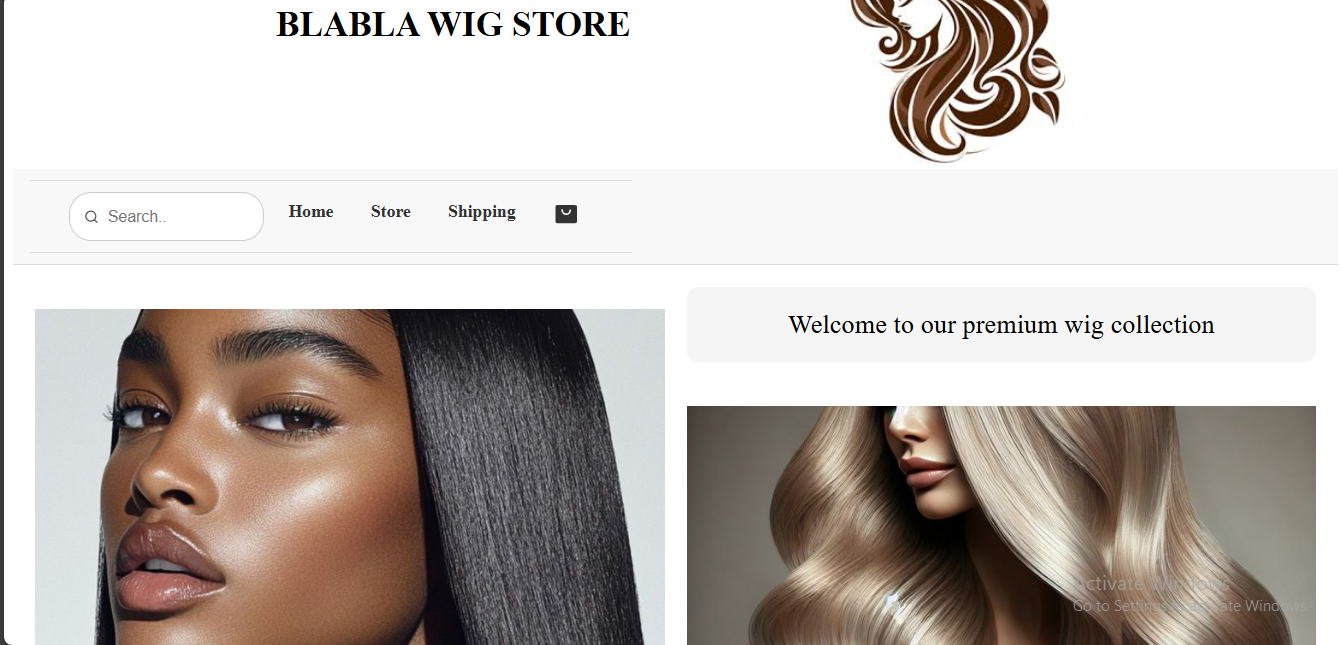 BLABLA WIG STORE
Search..
Home Store Shipping
Welcome to our premium wig collection
Activate Windows
Go to Settings to activate Windows.